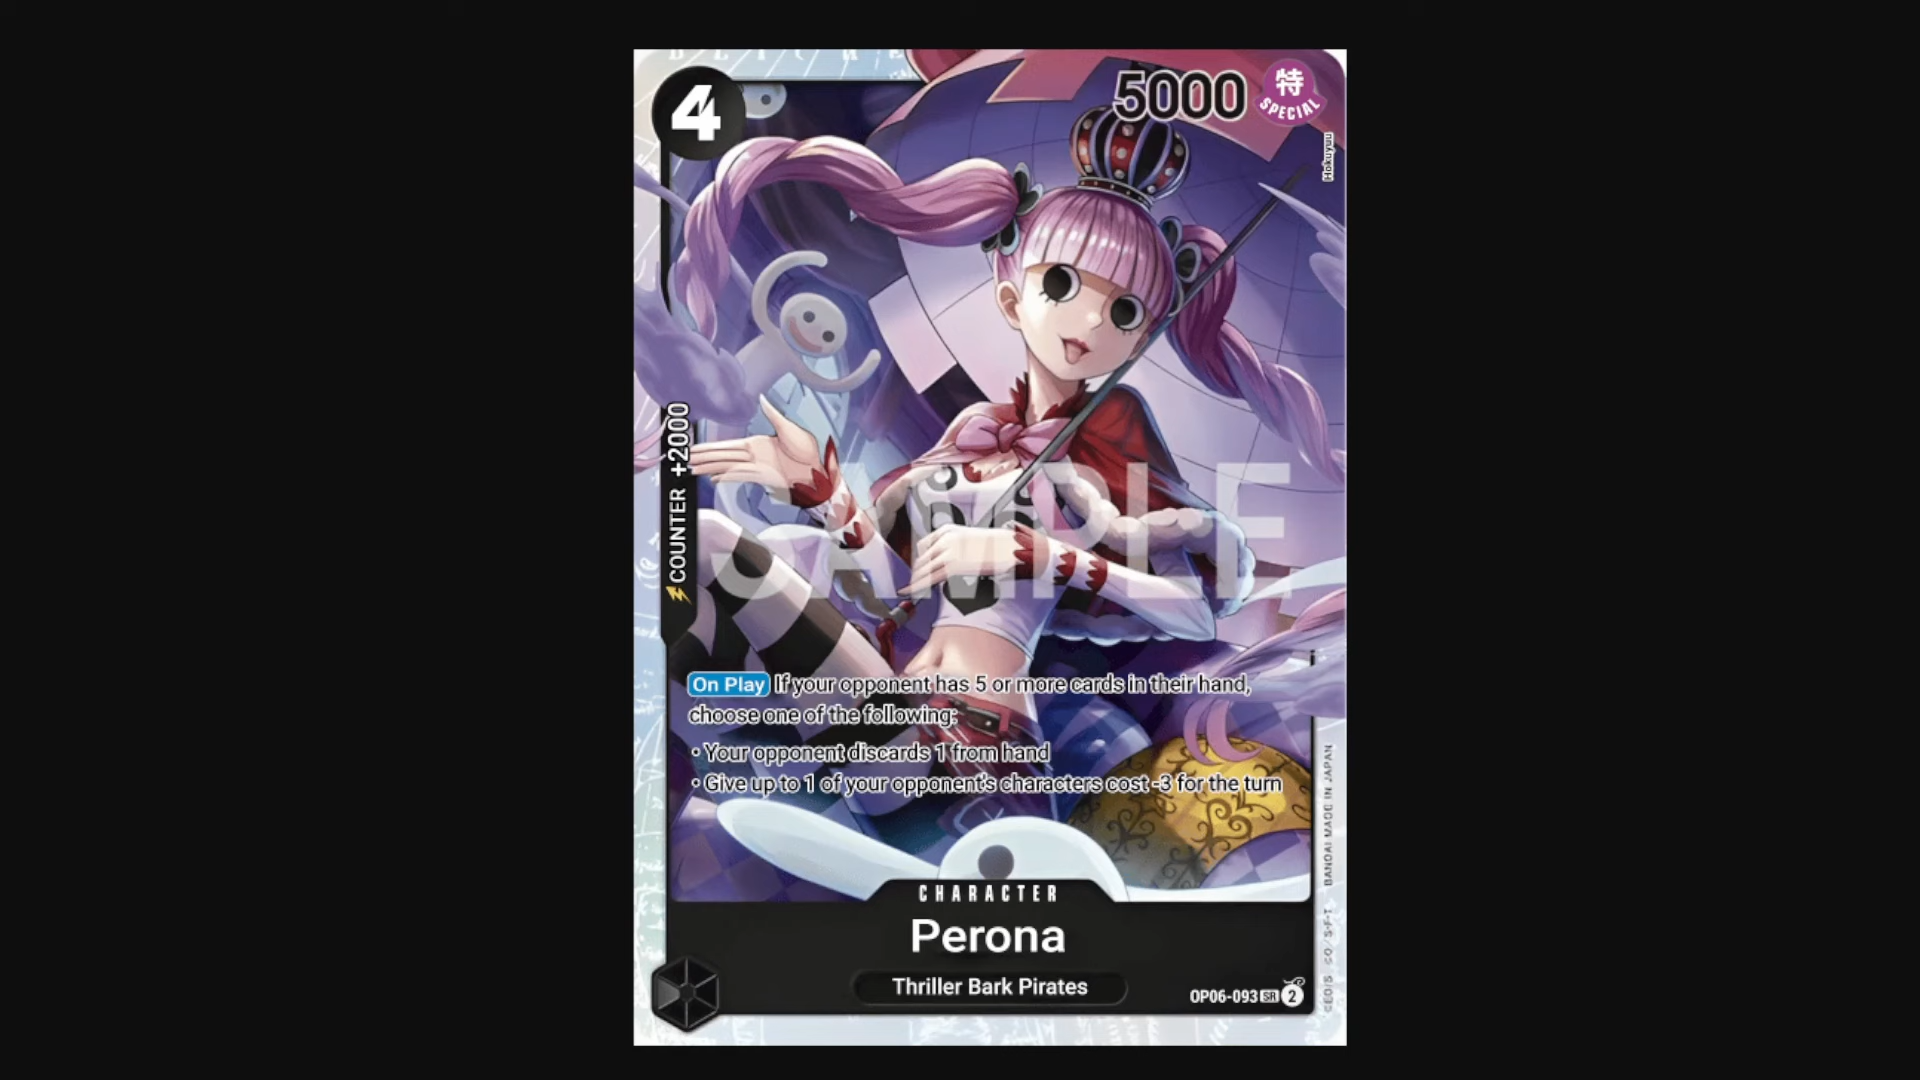 4
5000
特
SPECIAL
Hokuyuu
COUNTER +2000
SAMPLE
On Play If your opponent has 5 or more cards in their hand,
choose one of the following:
• Your opponent discards 1 from hand
• Give up to 1 of your opponent's characters cost -3 for the turn
BANDAI MADE IN JAPAN
CHARACTER
Perona
Thriller Bark Pirates
OP06-093 SR 2